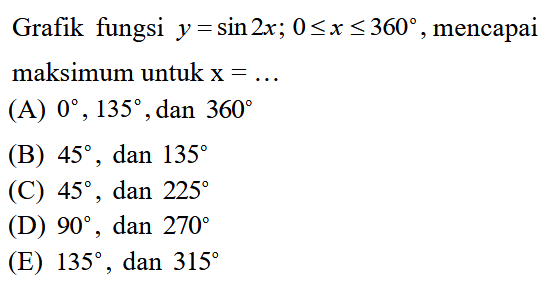 Grafik fungsi y = sin 2x; 0 ≤ x ≤ 360°, mencapai
maksimum untuk x = …
(A) 0°, 135°, dan 360°
(B) 45°, dan 135°
(C) 45°, dan 225°
(D) 90°, dan 270°
(E) 135°, dan 315°